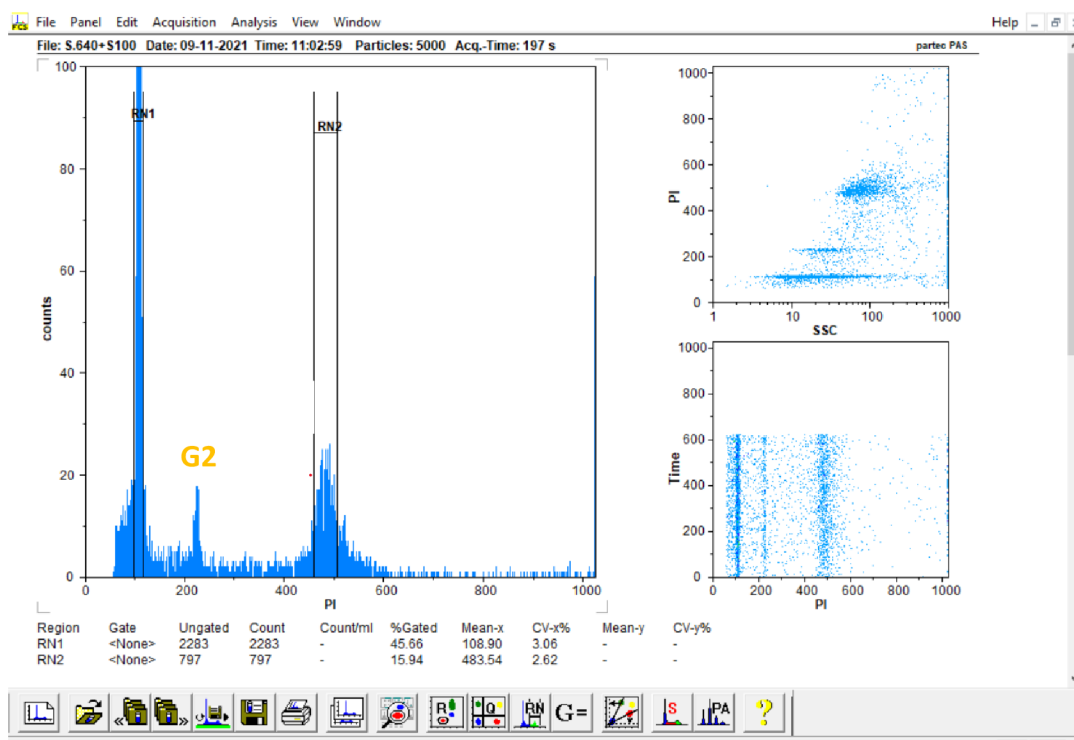 FCS File Panel Edit Acquisition Analysis View Window Help
File: S.640+S100 Date: 09-11-2021 Time: 11:02:59 Particles: 5000 Acq.-Time: 197 s partec PAS
100
80
60
40
20
0
counts
RN1
RN2
G2
0 200 400 600 800 1000
PI
1000
800
600
400
200
0
PI
1 10 100 1000
SSC
1000
800
600
400
200
0
Time
0 200 400 600 800 1000
PI
Region Gate Ungated Count Count/ml %Gated Mean-x CV-x% Mean-y CV-y%
RN1 <None> 2283 2283 - 45.66 108.90 3.06 - -
RN2 <None> 797 797 - 15.94 483.54 2.62 - -
R Q RN G= S PA ?